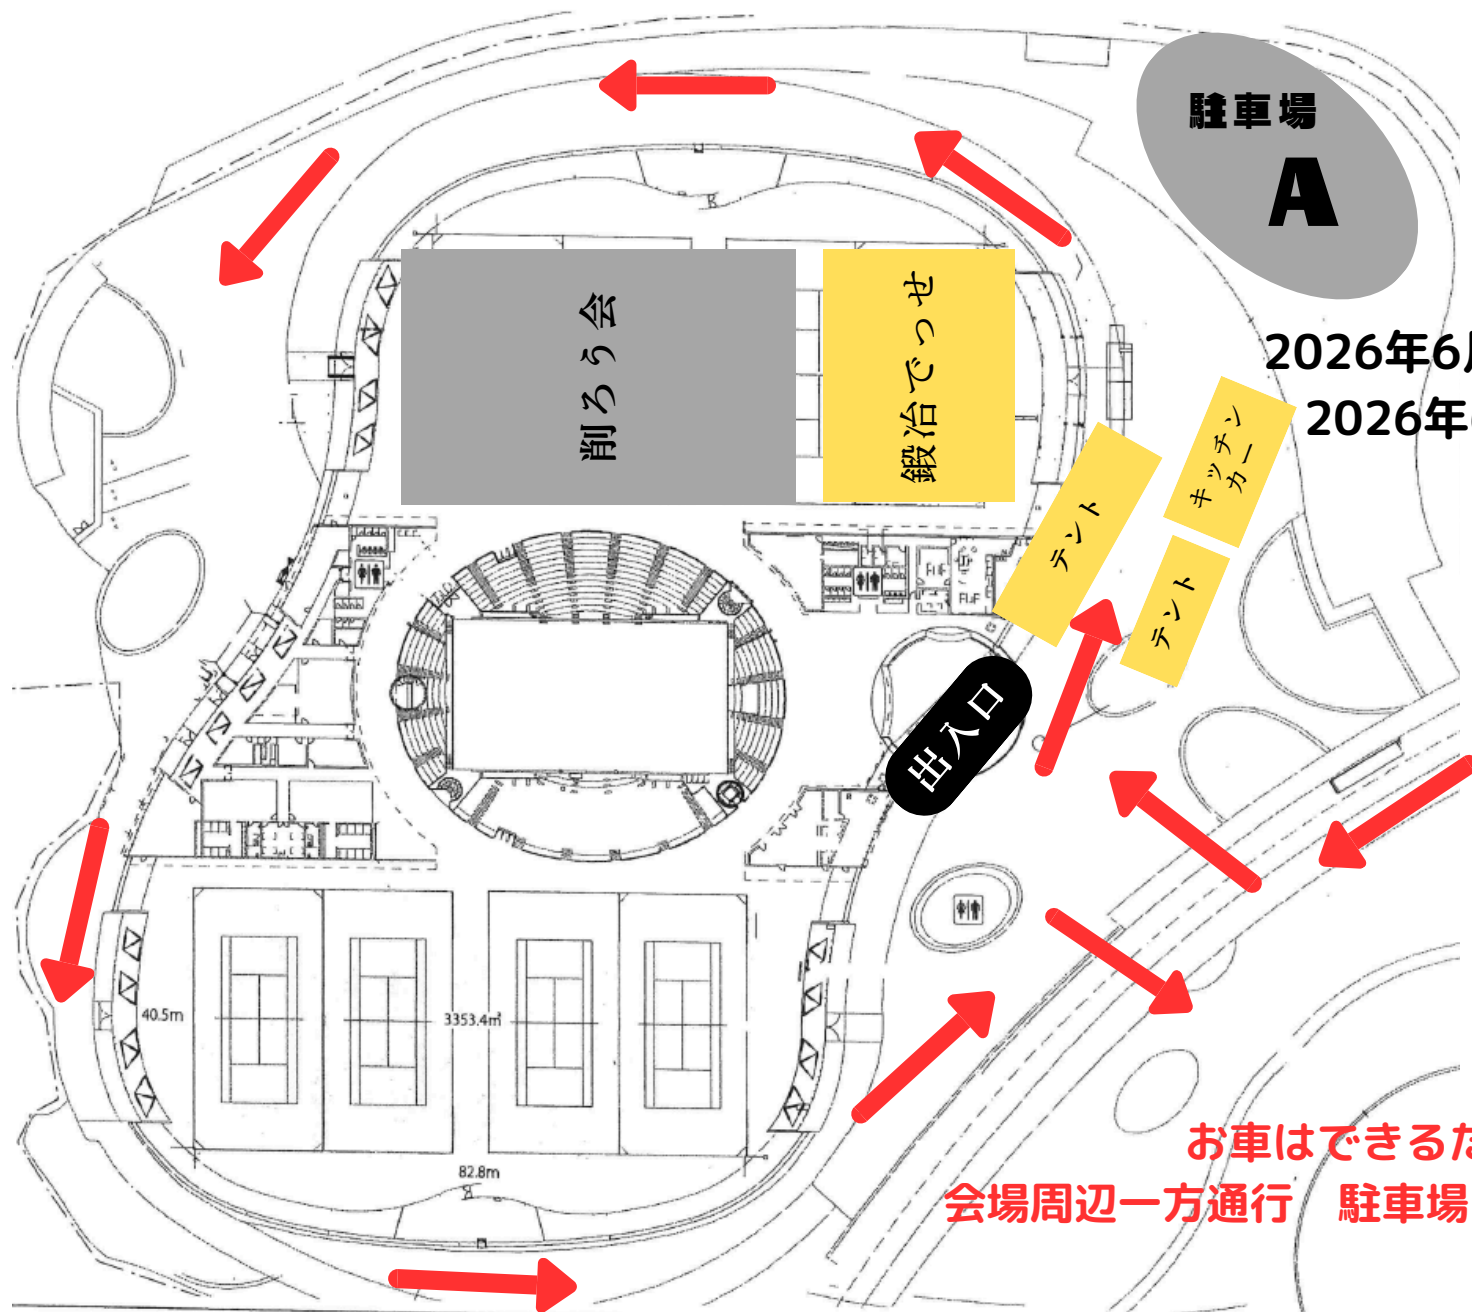 駐車場
A
2026年6
2026年
削ろう会
鍛冶でっせ
キッチン
カー
テント
テント
出入口
40.5m
3353.4㎡
82.8m
お車はできるた
会場周辺一方通行　駐車場